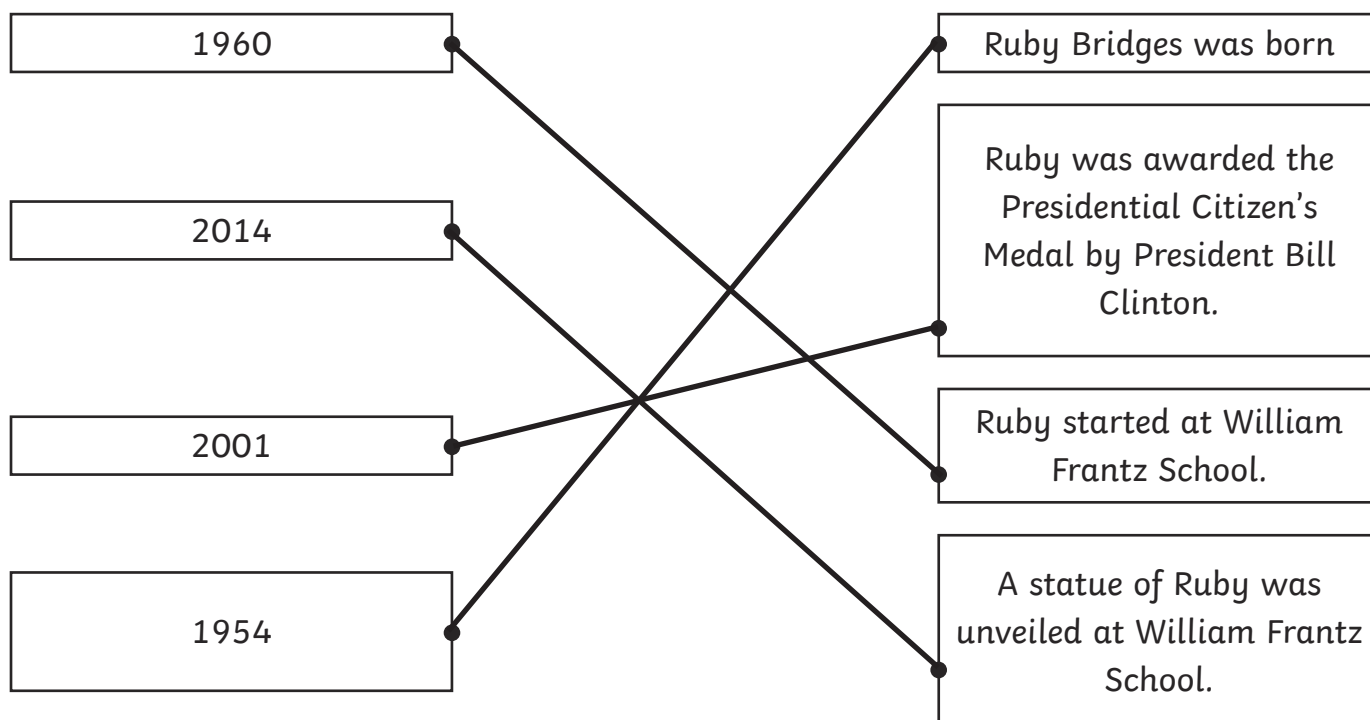 1960
2014
2001
1954
Ruby Bridges was born
Ruby was awarded the
Presidential Citizen’s
Medal by President Bill
Clinton.
Ruby started at William
Frantz School.
A statue of Ruby was
unveiled at William Frantz
School.